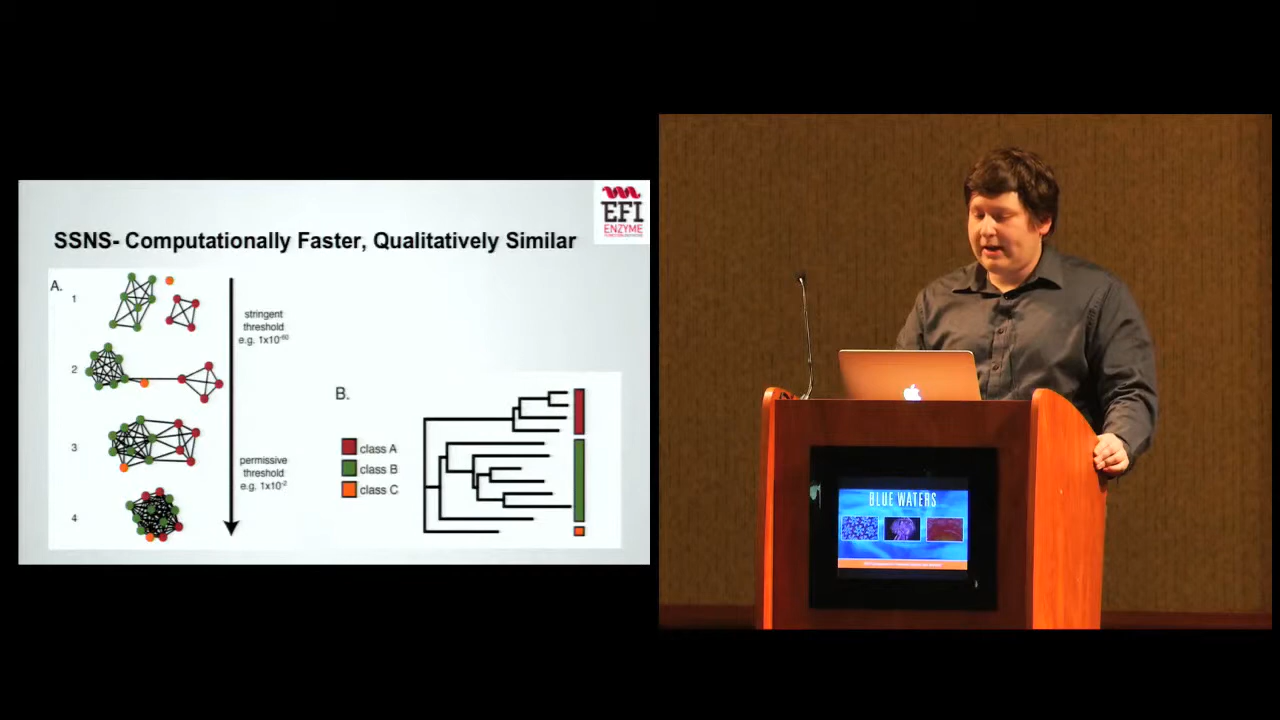 EFI
ENZYME
SSNS- Computationally Faster, Qualitatively Similar
A.
1
stringent
threshold
e.g. 1x10⁻⁶⁰
2
B.
3
class A
permissive
threshold
e.g. 1x10⁻²
class B
class C
4
BLUE WATERS